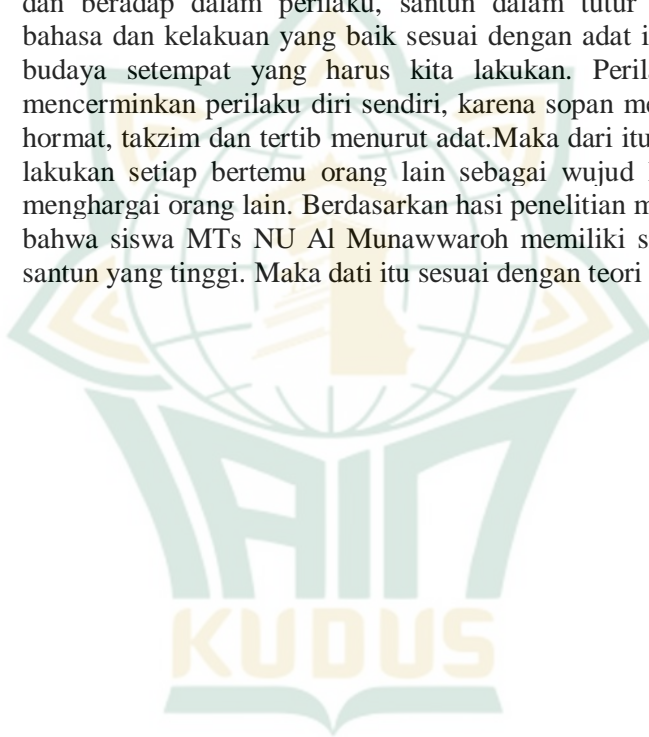 dan beradap dalam perilaku, santun dalam tutur
bahasa dan kelakuan yang baik sesuai dengan adat i
budaya setempat yang harus kita lakukan. Peril
mencerminkan perilaku diri sendiri, karena sopan me
hormat, takzim dan tertib menurut adat.Maka dari itu
lakukan setiap bertemu orang lain sebagai wujud
menghargai orang lain. Berdasarkan hasi penelitian m
bahwa siswa MTs NU Al Munawwaroh memiliki s
santun yang tinggi. Maka dati itu sesuai dengan teori
IAIN
KUDUS